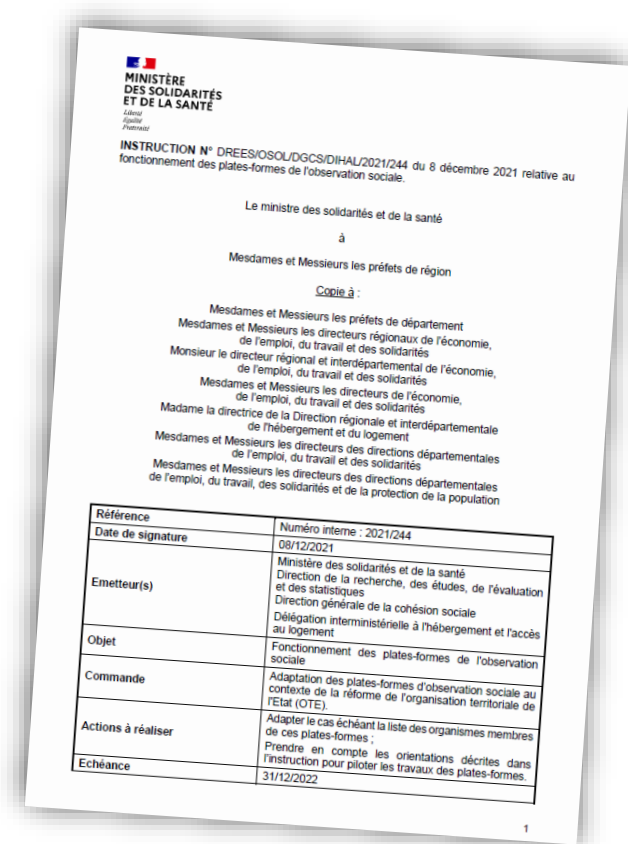 MINISTÈRE
DES SOLIDARITÉS
ET DE LA SANTÉ
Liberté
Égalité
Fraternité
INSTRUCTION N° DREES/OSOL/DGCS/DIHAL/2021/244 du 8 décembre 2021 relative au
fonctionnement des plates-formes de l'observation sociale.
Le ministre des solidarités et de la santé
à
Mesdames et Messieurs les préfets de région
Copie à :
Mesdames et Messieurs les préfets de département
Mesdames et Messieurs les directeurs régionaux de l'économie,
de l'emploi, du travail et des solidarités
Monsieur le directeur régional et interdépartemental de l'économie,
de l'emploi, du travail et des solidarités
Mesdames et Messieurs les directeurs de l'économie,
de l'emploi, du travail et des solidarités
Madame la directrice de la Direction régionale et interdépartementale
de l'hébergement et du logement
Mesdames et Messieurs les directeurs des directions départementales
de l'emploi, du travail et des solidarités
Mesdames et Messieurs les directeurs des directions départementales
de l'emploi, du travail, des solidarités et de la protection de la population
Référence
Numéro interne : 2021/244
Date de signature
08/12/2021
Emetteur(s)
Ministère des solidarités et de la santé
Direction de la recherche, des études, de l'évaluation
et des statistiques
Direction générale de la cohésion sociale
Délégation interministérielle à l'hébergement et l'accès
au logement
Objet
Fonctionnement des plates-formes de l'observation
sociale
Commande
Adaptation des plates-formes d'observation sociale au
contexte de la réforme de l'organisation territoriale de
l'Etat (OTE).
Actions à réaliser
Adapter le cas échéant la liste des organismes membres
de ces plates-formes ;
Prendre en compte les orientations décrites dans
l'instruction pour piloter les travaux des plates-formes.
Echéance
31/12/2022
1